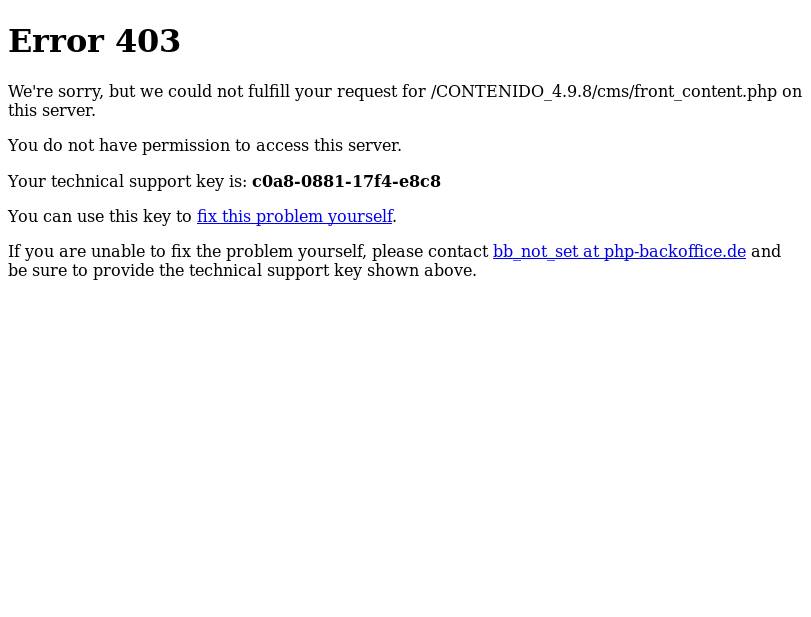 Error 403
We're sorry, but we could not fulfill your request for /CONTENIDO_4.9.8/cms/front_content.php on
this server.
You do not have permission to access this server.
Your technical support key is: c0a8-0881-17f4-e8c8
You can use this key to fix this problem yourself.
If you are unable to fix the problem yourself, please contact bb_not_set at php-backoffice.de and
be sure to provide the technical support key shown above.